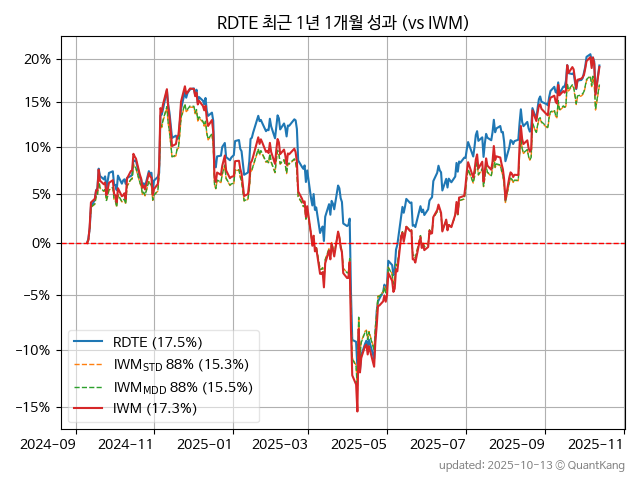 RDTE 최근 1년 1개월 성과 (vs IWM)
20%
15%
10%
5%
0%
−5%
−10%
−15%
RDTE (17.5%)
IWM_STD 88% (15.3%)
IWM_MDD 88% (15.5%)
IWM (17.3%)
2024-09 2024-11 2025-01 2025-03 2025-05 2025-07 2025-09 2025-11
updated: 2025-10-13 © QuantKang